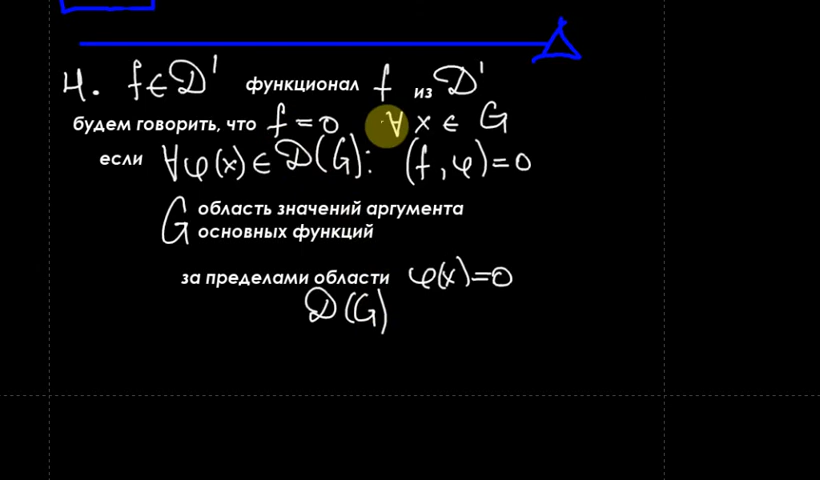 4. f ∈ D' функционал f из D'
будем говорить, что f = 0 ∀ x ∈ G
если ∀φ(x) ∈ D(G): (f, φ) = 0
G область значений аргумента
основных функций
за пределами области φ(x) = 0
D(G)